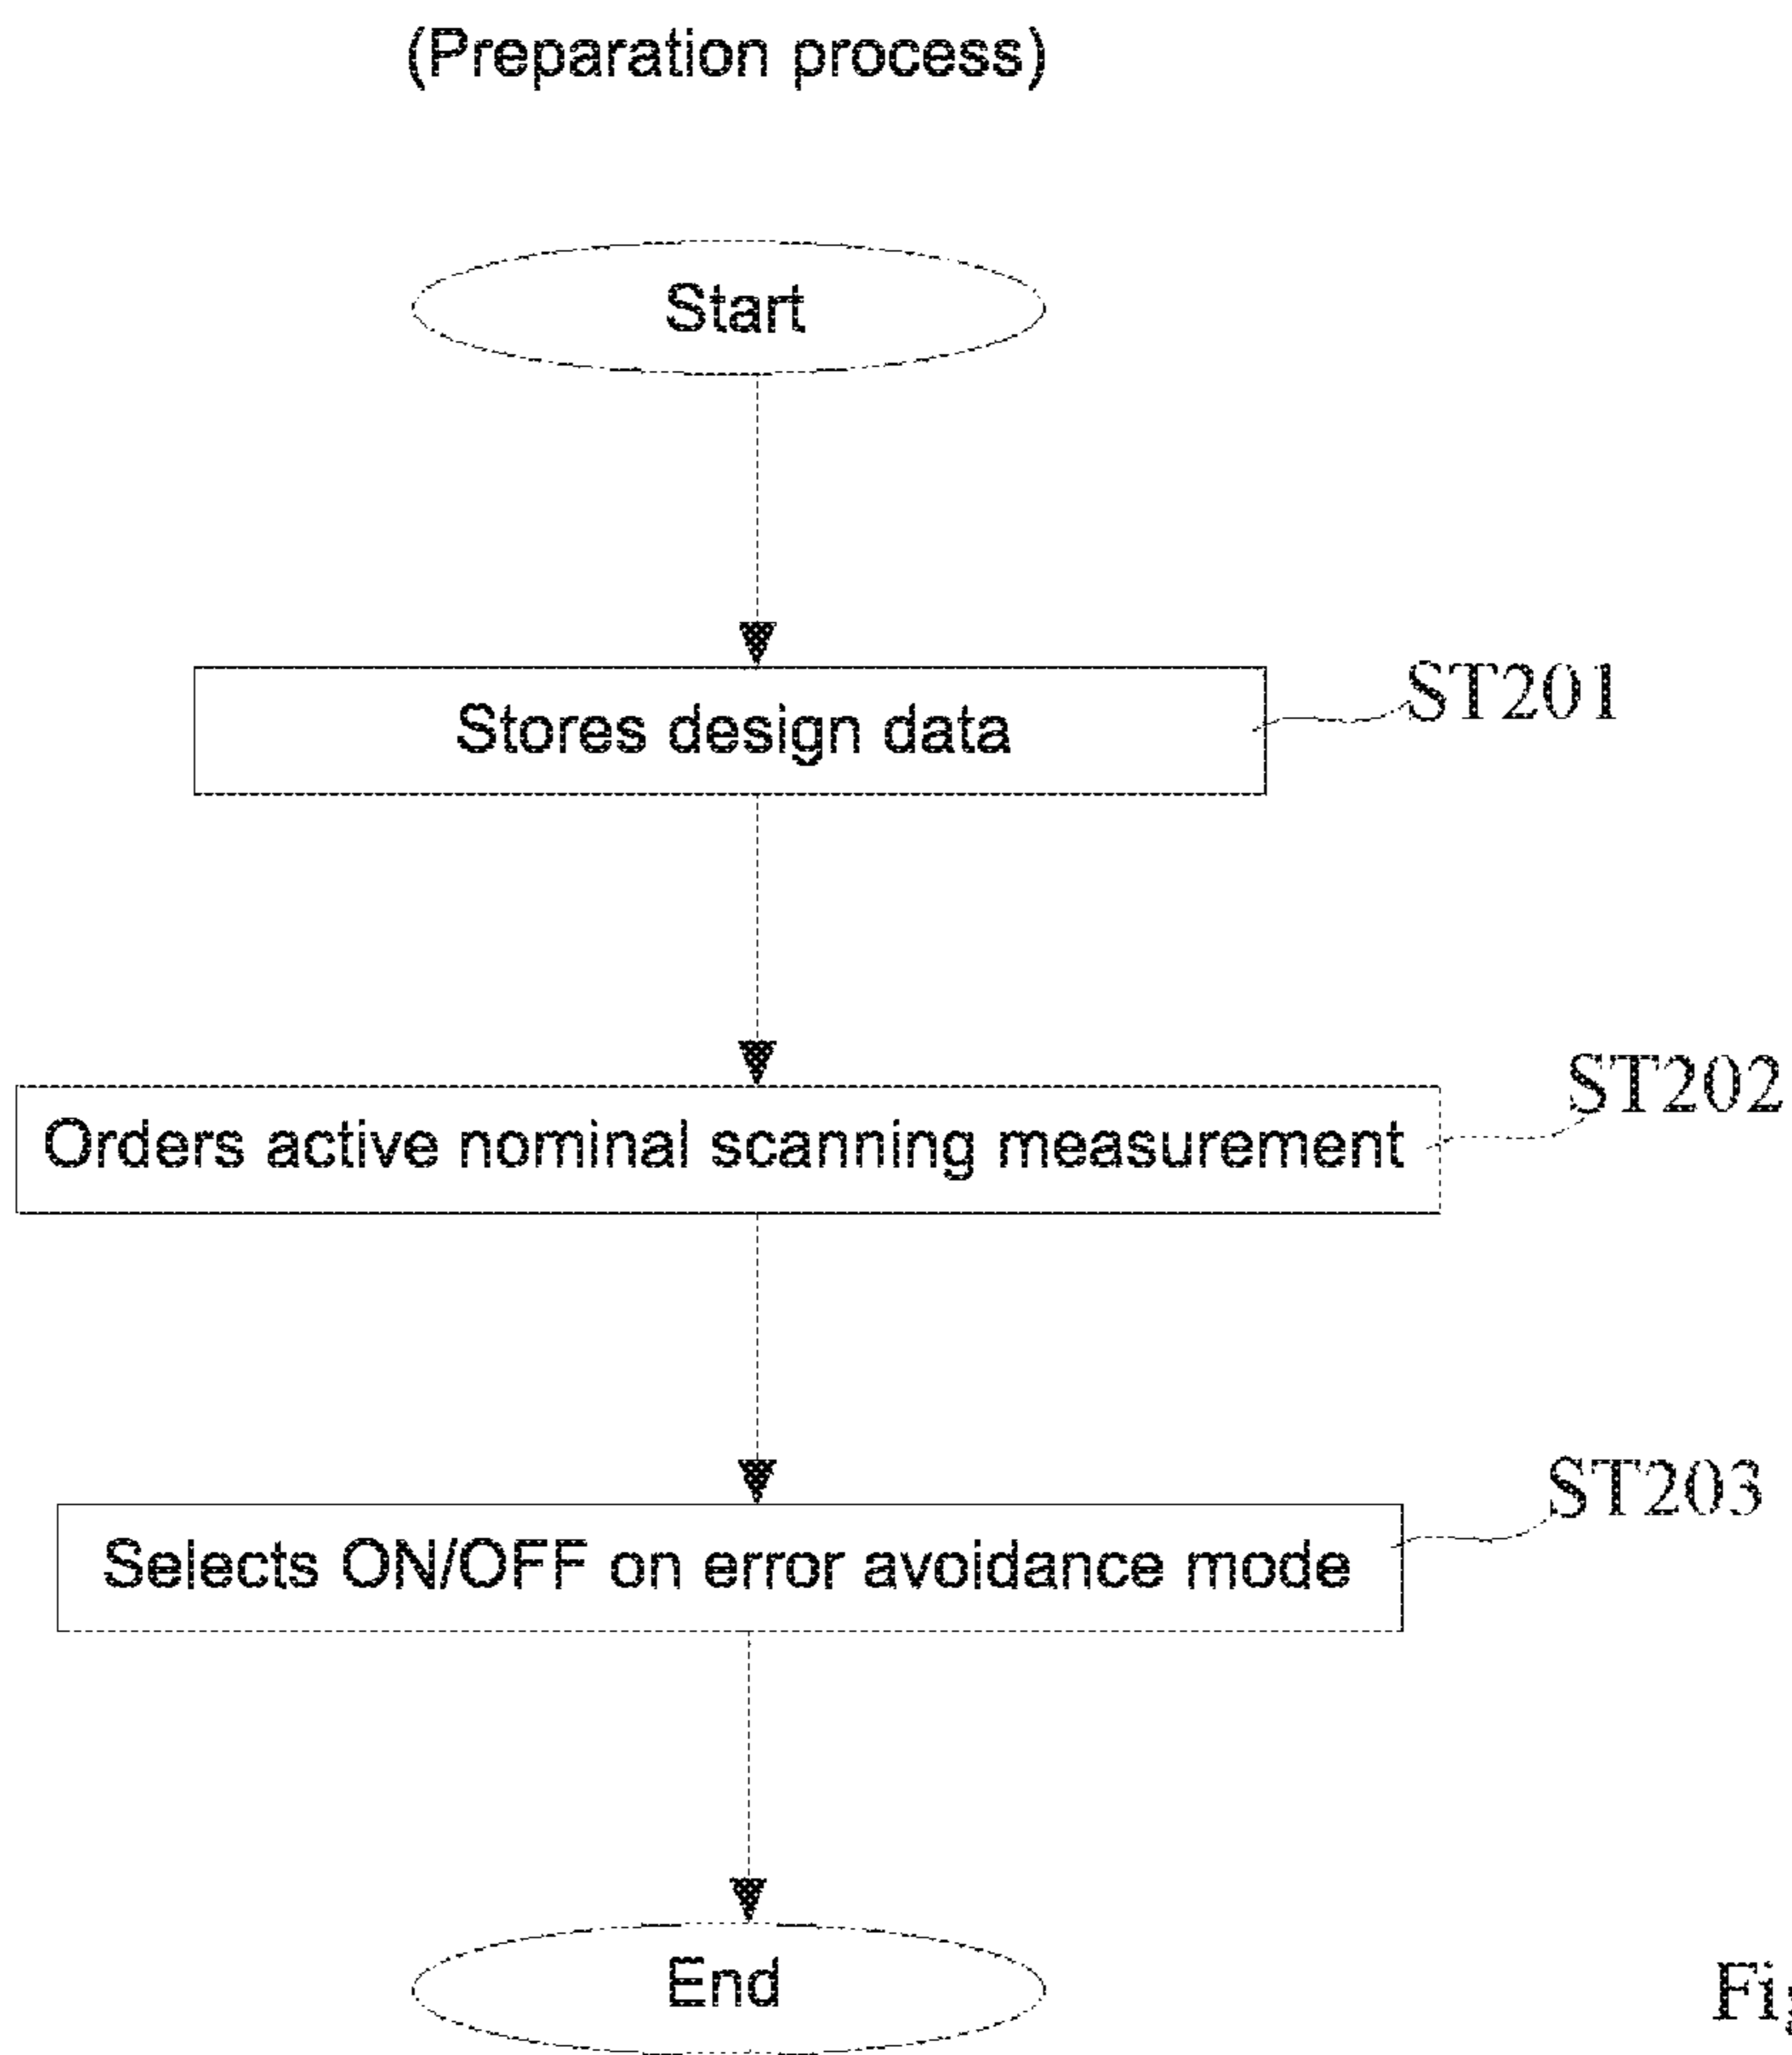 (Preparation process)
Start
Stores design data
ST201
Orders active nominal scanning measurement
ST202
Selects ON/OFF on error avoidance mode
ST203
End